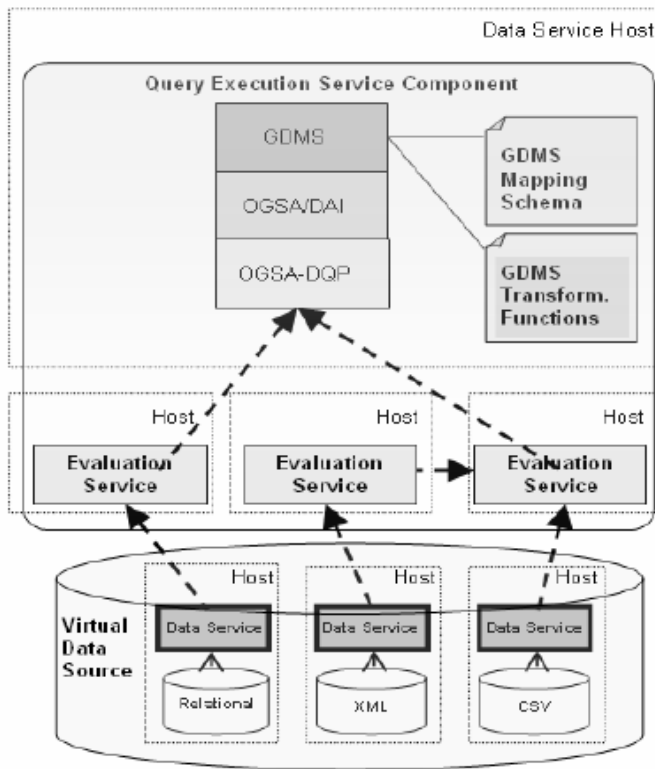 Data Service Host
Query Execution Service Component
GDMS
OGSA/DAI
OGSA-DQP
GDMS
Mapping
Schema
GDMS
Transform.
Functions
Host
Host
Host
Evaluation
Service
Evaluation
Service
Evaluation
Service
Host
Host
Host
Virtual
Data
Source
Data Service
Data Service
Data Service
Relational
XML
CSV